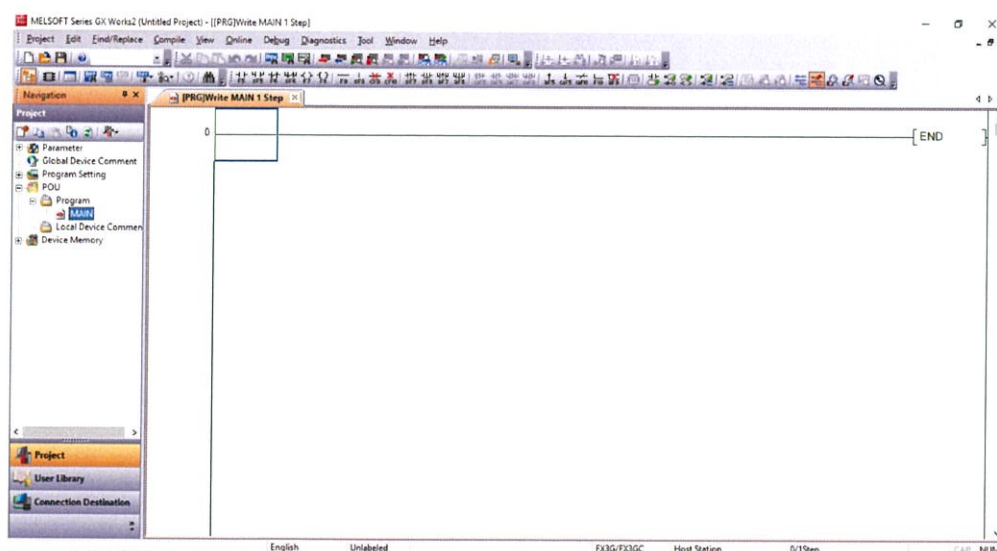 MELSOFT Series GX Works2 (Untitled Project) - [[PRG]Write MAIN 1 Step]
Project Edit Find/Replace Compile View Online Debug Diagnostics Tool Window Help
Navigation
[PRG]Write MAIN 1 Step
Project
0
END
Parameter
Global Device Comment
Program Setting
POU
Program
MAIN
Local Device Commen
Device Memory
Project
User Library
Connection Destination
English Unlabeled FX3G/FX3GC Host Station 0/1Step CAP NUM